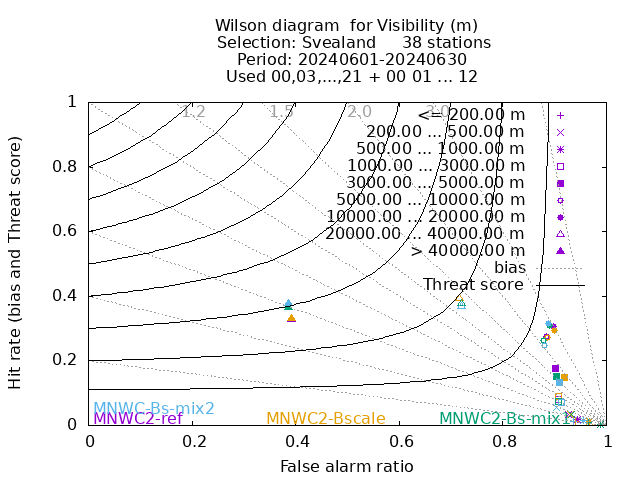 Wilson diagram  for Visibility (m)
Selection: Svealand     38 stations
Period: 20240601-20240630
Used 00,03,...,21 + 00 01 ... 12
Hit rate (bias and Threat score)
1
0.8
0.6
0.4
0.2
0
1.2
1.5
2.0
3.0
<= 200.00 m
200.00 ... 500.00 m
500.00 ... 1000.00 m
1000.00 ... 3000.00 m
3000.00 ... 5000.00 m
5000.00 ... 10000.00 m
10000.00 ... 20000.00 m
20000.00 ... 40000.00 m
> 40000.00 m
bias
Threat score
MNWC-Bs-mix2
MNWC2-ref
MNWC2-Bscale
MNWC2-Bs-mix1
0 0.2 0.4 0.6 0.8 1
False alarm ratio